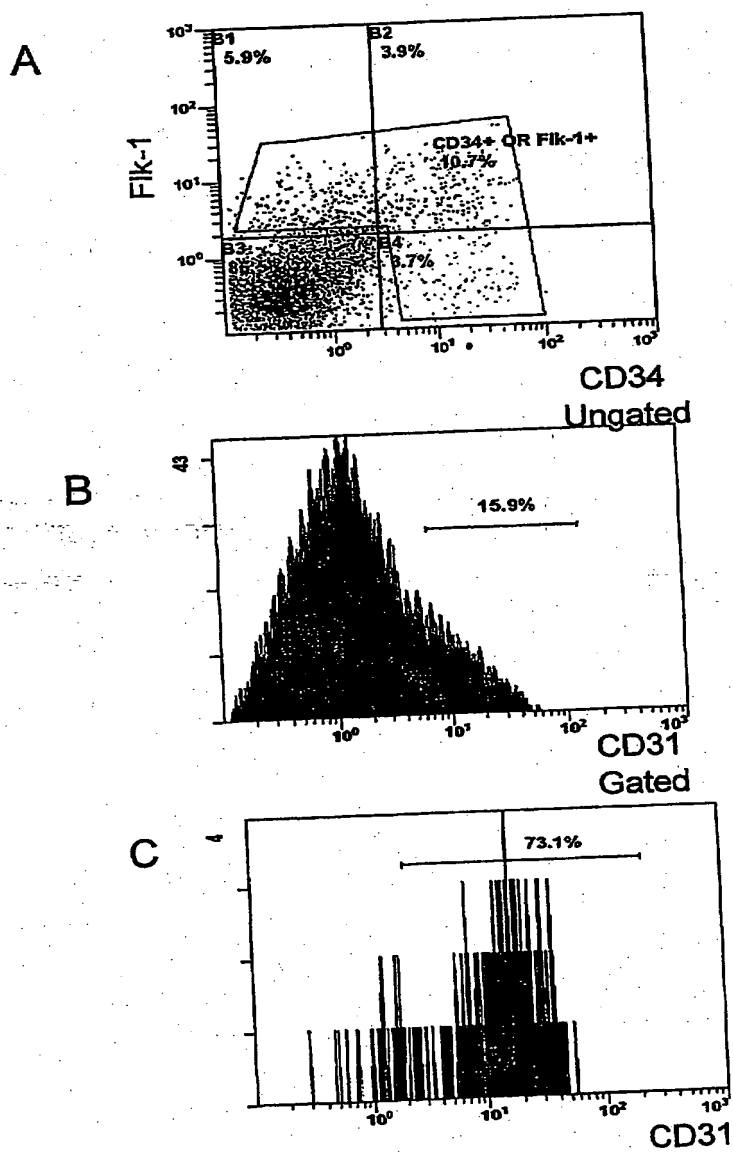 A
Flk-1
10³
10²
10¹
10⁰
B1
5.9%
B2
3.9%
CD34+ OR Flk-1+
10.7%
B3
B4
3.7%
10⁰
10¹
10²
10³
CD34
Ungated
B
43
15.9%
10⁰
10¹
10²
10³
CD31
Gated
C
4
73.1%
10⁰
10¹
10²
10³
CD31